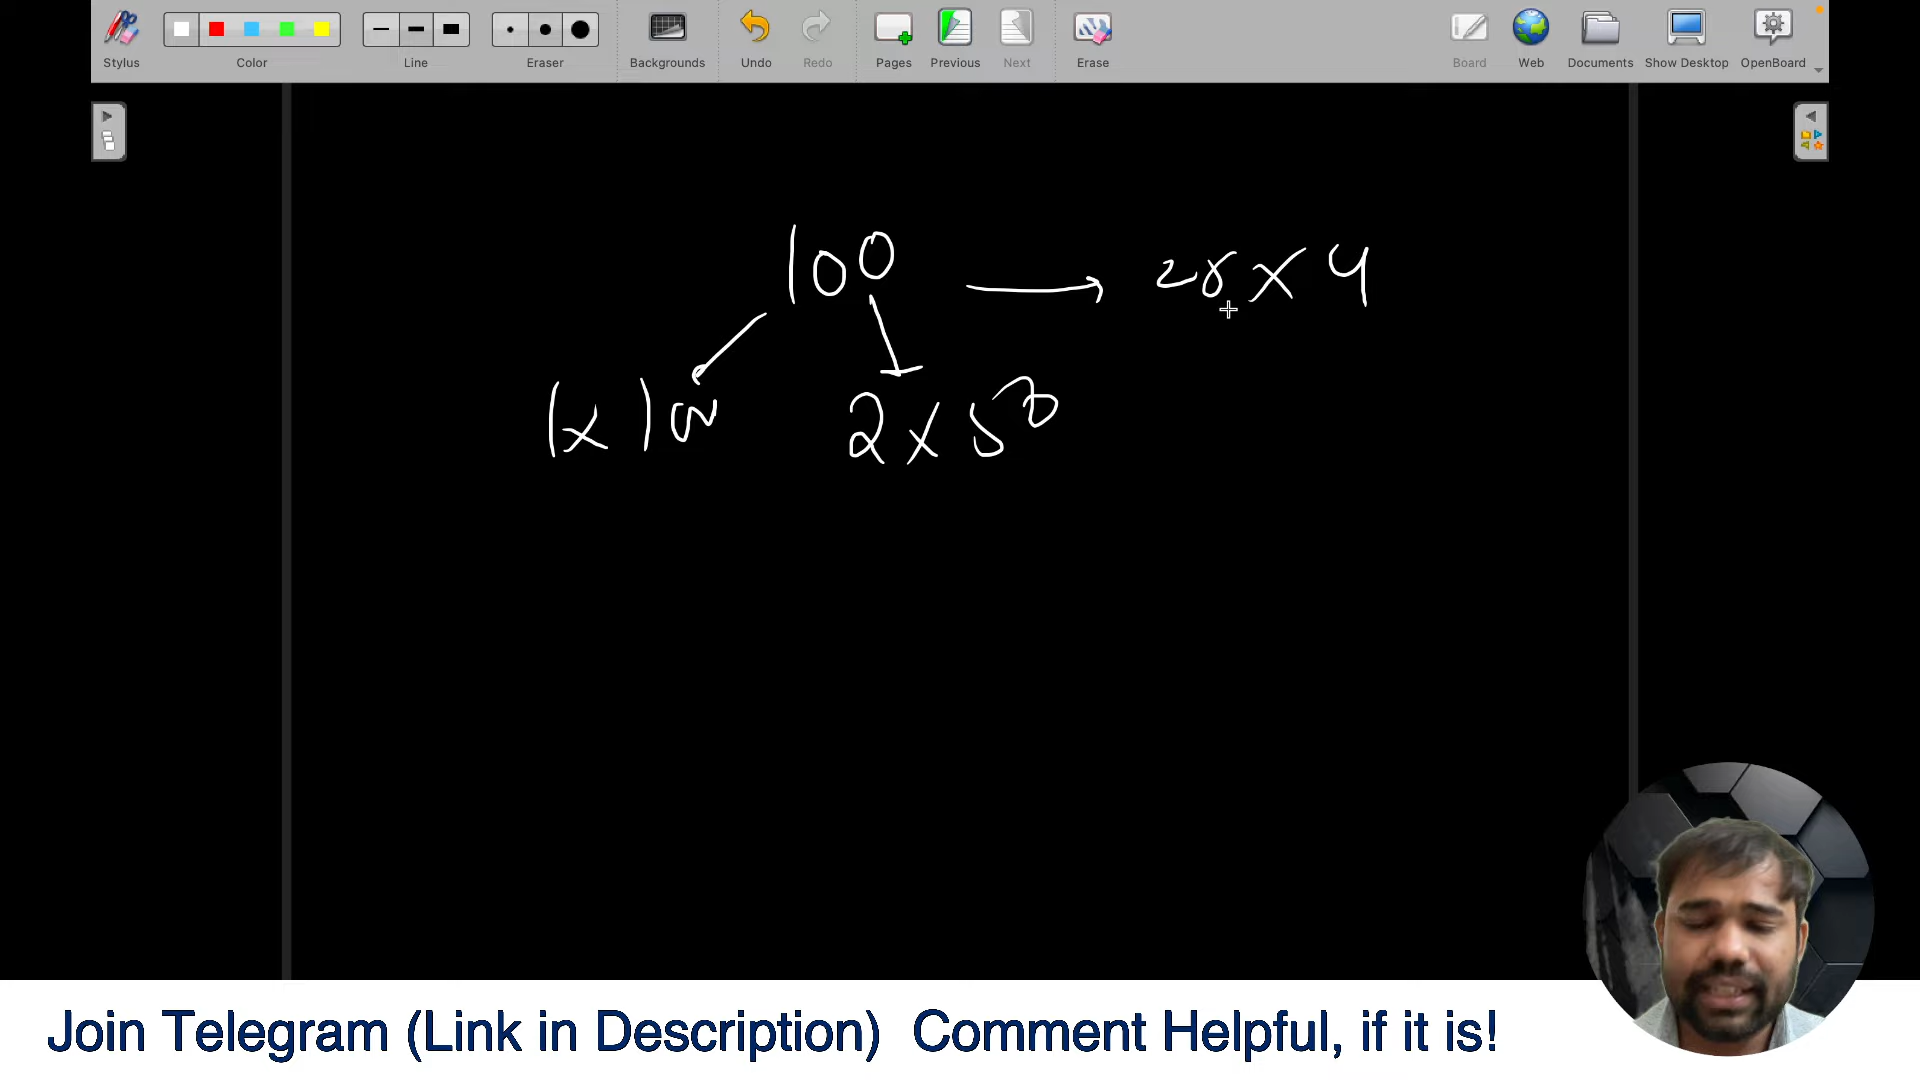 Stylus Color Line Eraser Backgrounds Undo Redo Pages Previous Next Erase Board Web Documents Show Desktop OpenBoard
100 → 25 x 4
1x 100 2 x 50
Join Telegram (Link in Description) Comment Helpful, if it is!